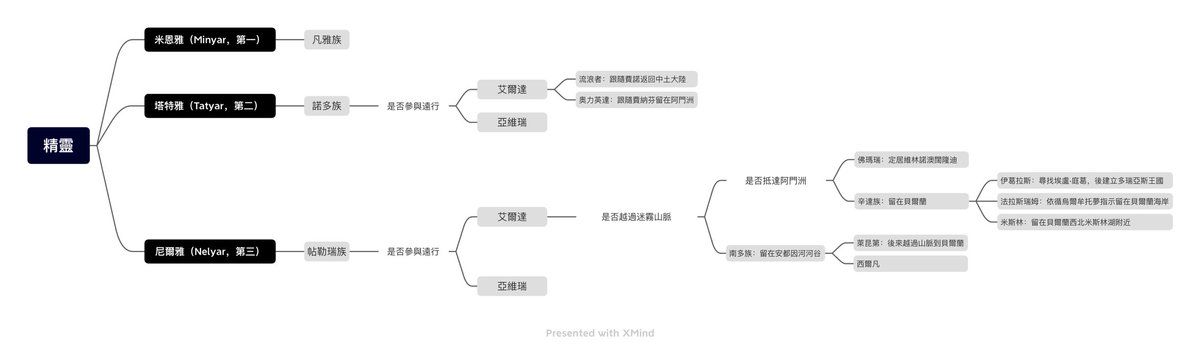 精靈
米恩雅（Minyar，第一）
凡雅族
塔特雅（Tatyar，第二）
諾多族
是否參與遠行
艾爾達
流浪者：跟隨費諾返回中土大陸
奧力英達：跟隨費納芬留在阿門洲
亞維瑞
尼爾雅（Nelyar，第三）
帖勒瑞族
是否參與遠行
艾爾達
是否越過迷霧山脈
是否抵達阿門洲
佛瑪瑞：定居維林諾澳闊隆迪
辛達族：留在貝爾蘭
伊葛拉斯：尋找埃盧·庭葛，後建立多瑞亞斯王國
法拉斯瑞姆：依循烏爾牟托夢指示留在貝爾蘭海岸
米斯林：留在貝爾蘭西北米斯林湖附近
南多族：留在安都因河河谷
萊昆第：後來越過山脈到貝爾蘭
西爾凡
亞維瑞
Presented with XMind